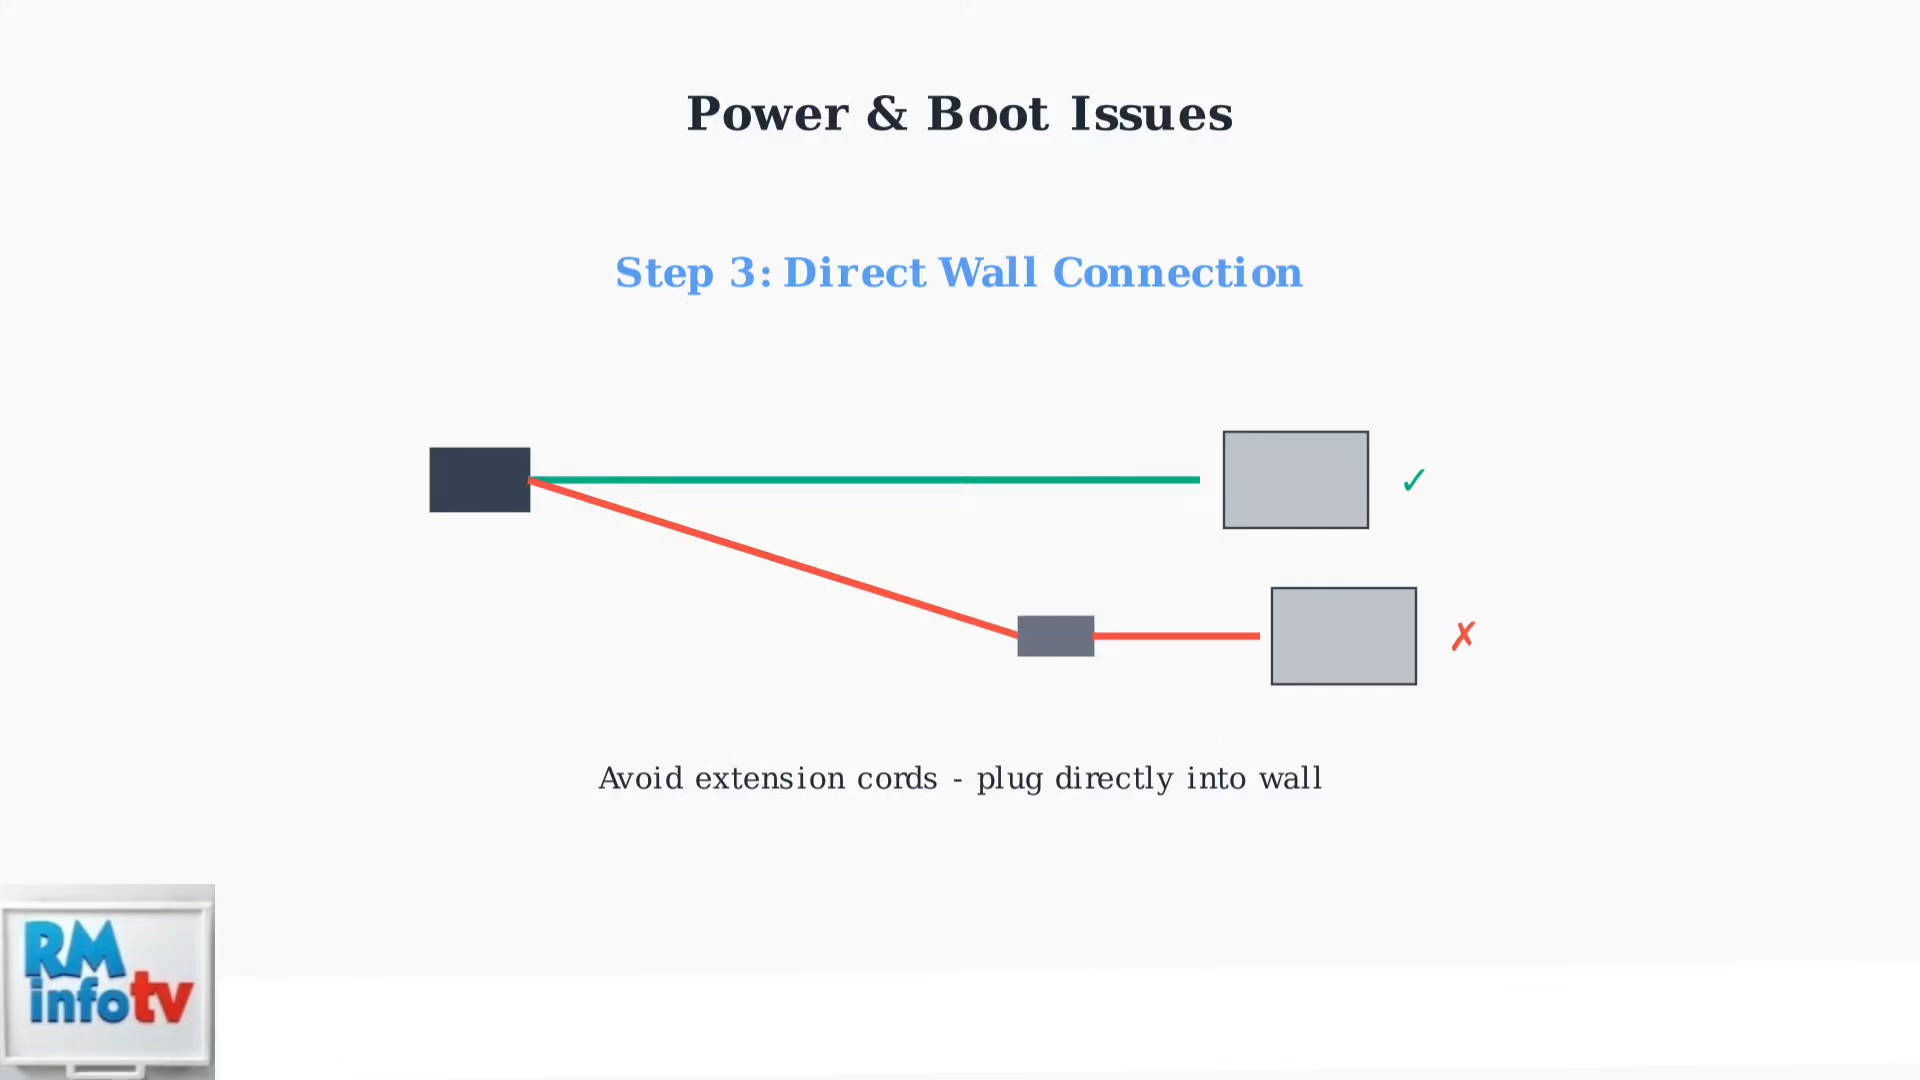 Power & Boot Issues
Step 3: Direct Wall Connection
✓
✗
Avoid extension cords - plug directly into wall
RM
infotv